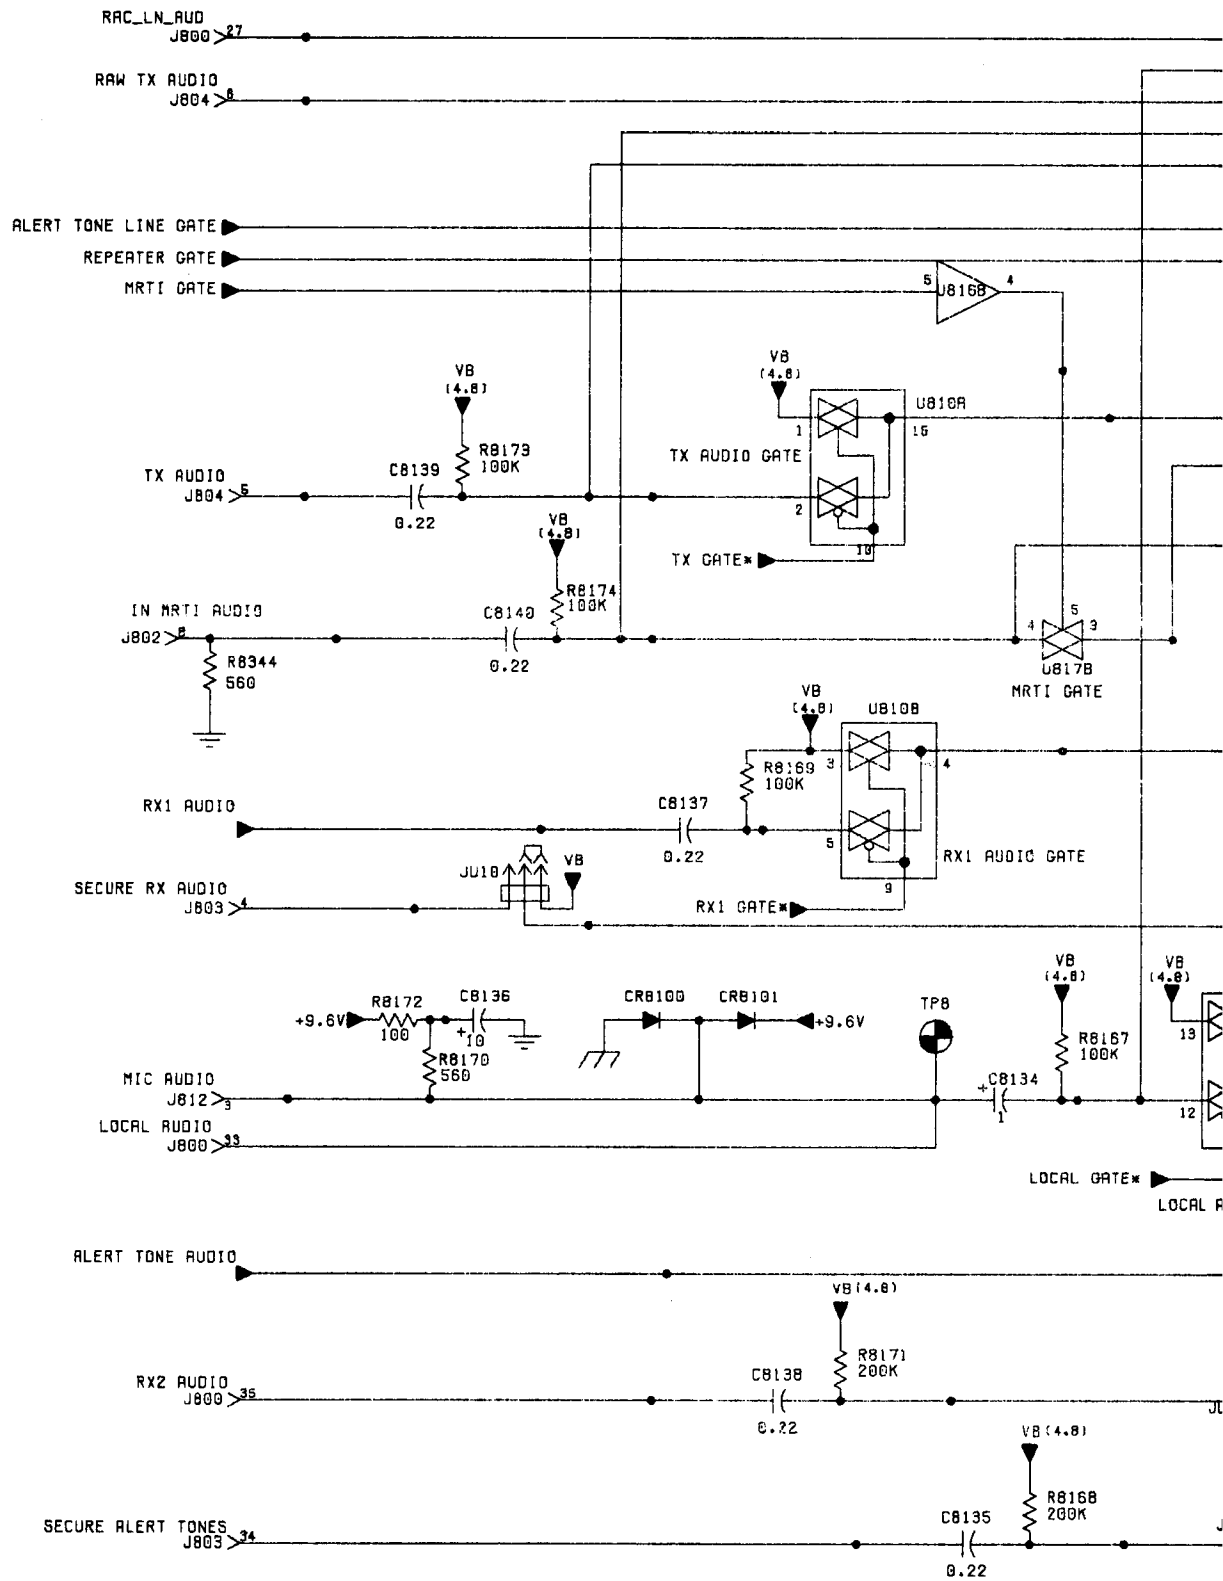 RAC_LN_AUD
J800 27
RAW TX AUDIO
J804 6
ALERT TONE LINE GATE
REPEATER GATE
MRTI GATE
5 U816B 4
VB
(4.8)
VB
(4.8)
U810A
1
16
R8173
100K
TX AUDIO GATE
C8139
TX AUDIO
J804 5
0.22
2
VB
(4.8)
10
TX GATE*
R8174
100K
IN MRTI AUDIO
C8140
5
J802 8
4
3
0.22
R8344
560
U817B
MRTI GATE
VB
(4.8)
U810B
R8169
100K
3
4
RX1 AUDIO
C8137
0.22
5
RX1 AUDIO GATE
JU10
VB
SECURE RX AUDIO
J803 4
9
RX1 GATE*
VB
(4.8)
VB
(4.8)
R8172
C8136
CR8100
CR8101
TP8
+9.6V
100
+10
+9.6V
13
R8167
100K
R8170
560
MIC AUDIO
J812 3
+C8134
1
12
LOCAL AUDIO
J800 33
LOCAL GATE*
LOCAL A
ALERT TONE AUDIO
VB(4.8)
R8171
200K
RX2 AUDIO
J800 35
C8138
0.22
JU
VB(4.8)
R8168
200K
SECURE ALERT TONES
J803 34
C8135
0.22
J